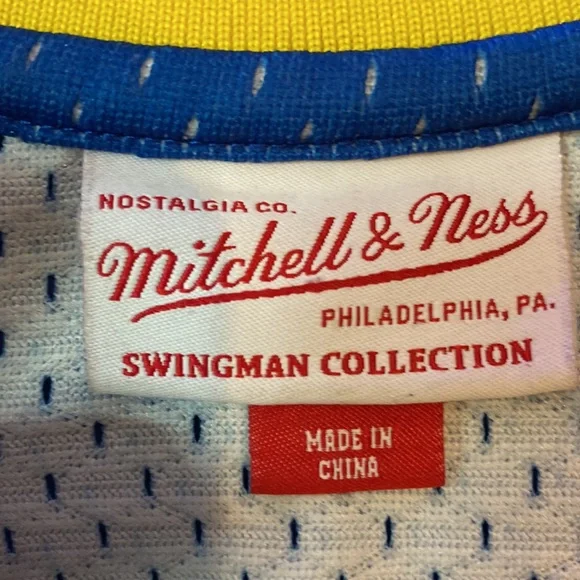 NOSTALGIA CO.
Mitchell & Ness
PHILADELPHIA, PA.
SWINGMAN COLLECTION
MADE IN
CHINA